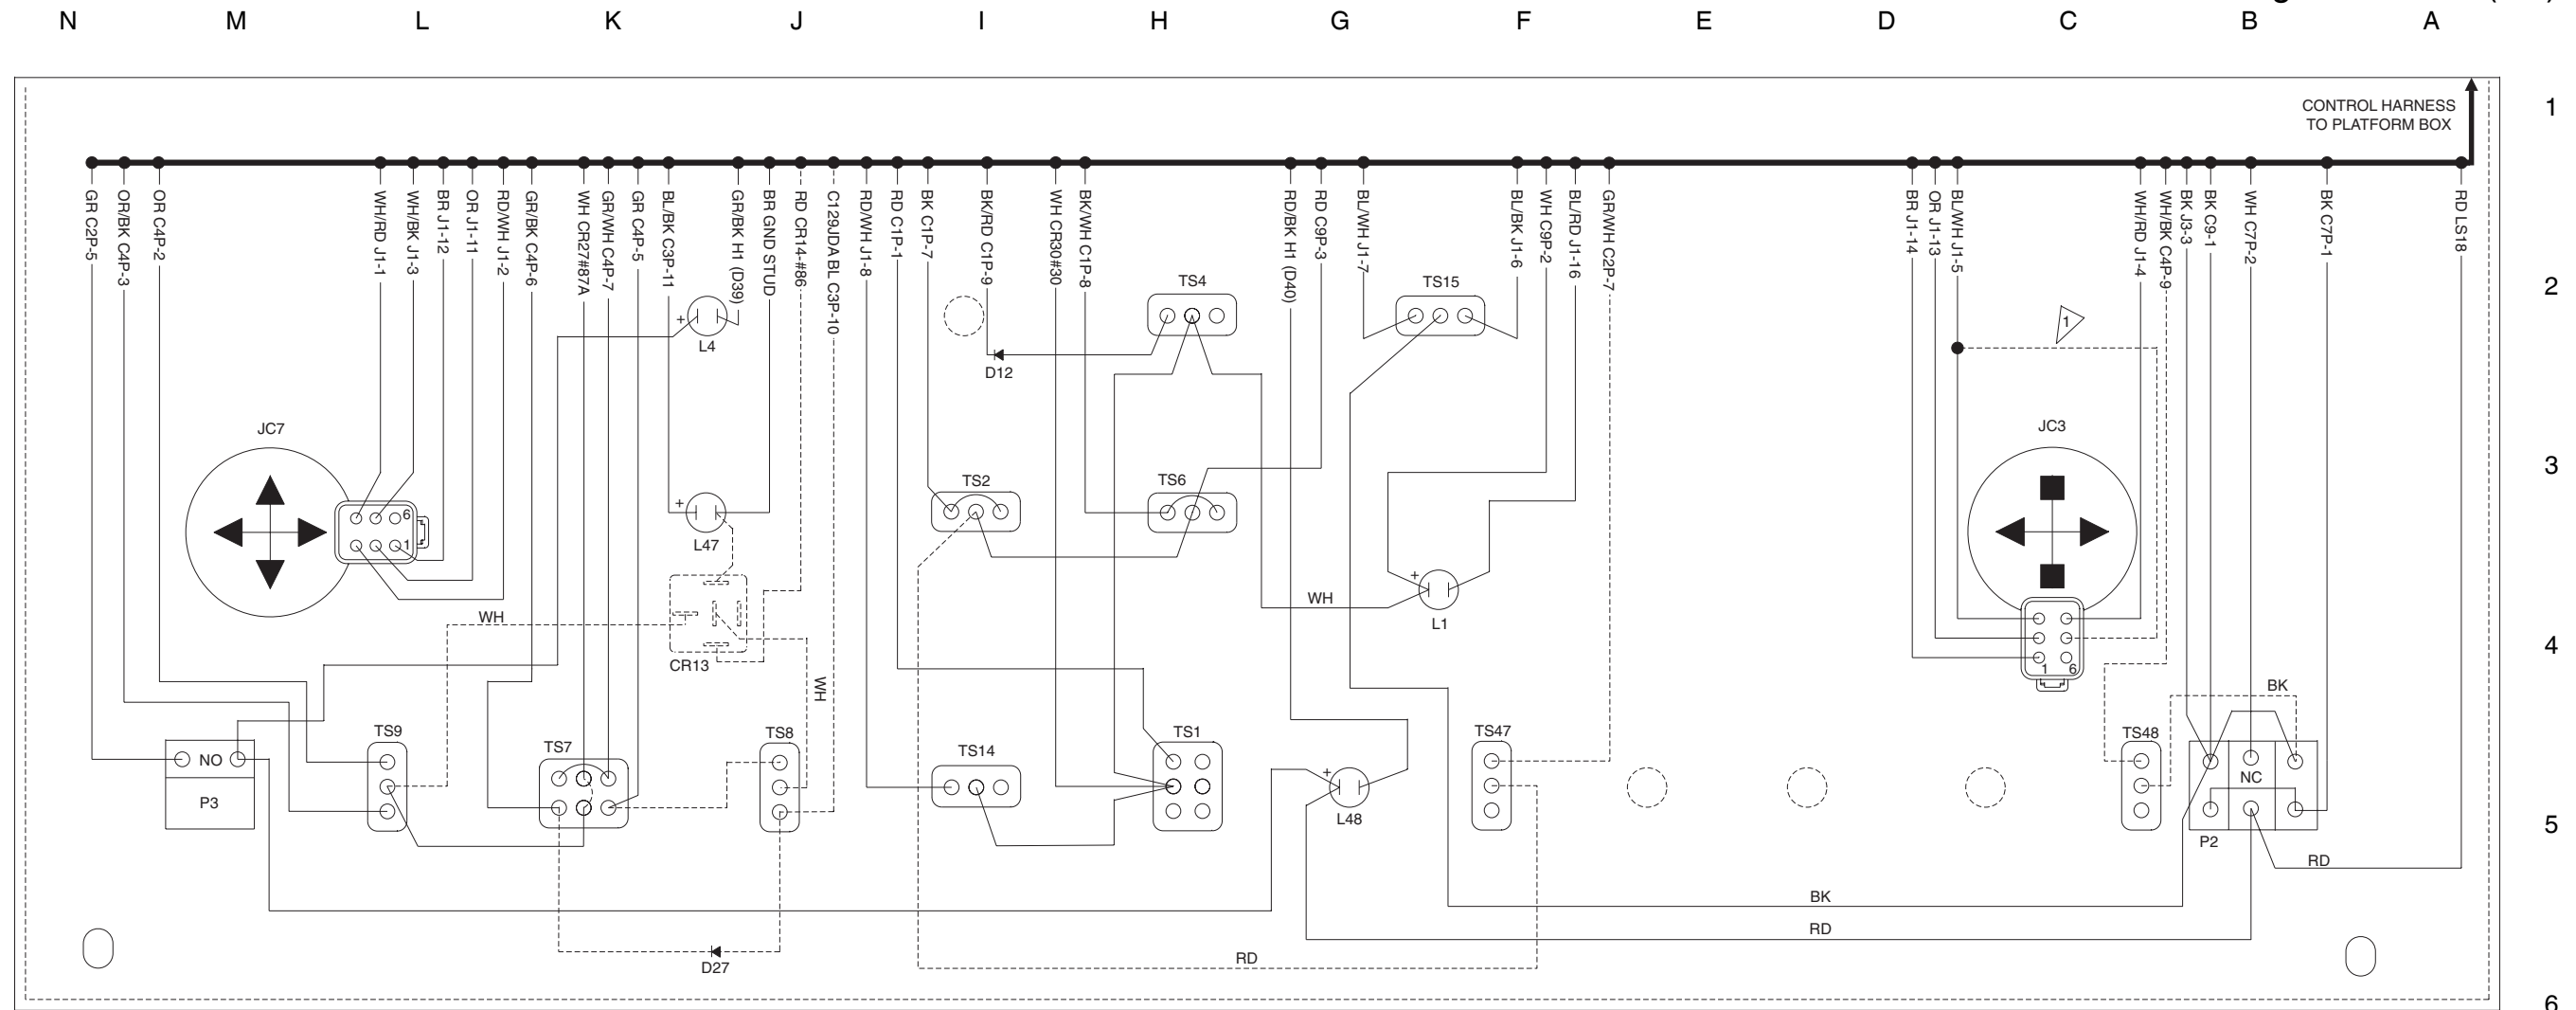 N M L K J I H G F E D C B A
1
CONTROL HARNESS
TO PLATFORM BOX
GR C2P-5
OR/BK C4P-3
OR C4P-2
WH/RD J1-1
WH/BK J1-3
BR J1-12
OR J1-11
RD/WH J1-2
GR/BK C4P-6
WH CR27#87A
GR/WH C4P-7
GR C4P-5
BL/BK C3P-11
GR/BK H1 (D39)
BR GND STUD
RD CR14-#86
C129JDA BL C3P-10
RD/WH J1-8
RD C1P-1
BK C1P-7
BK/RD C1P-9
WH CR30#30
BK/WH C1P-8
RD/BK H1 (D40)
RD C9P-3
BL/WH J1-7
BL/BK J1-6
WH C9P-2
BL/RD J1-16
GR/WH C2P-7
BR J1-14
OR J1-13
BL/WH J1-5
WH/RD J1-4
WH/BK C4P-9
BK J3-3
BK C9-1
WH C7P-2
BK C7P-1
RD LS18
TS4
TS15
2
+
L4
D12
1
JC7
JC3
3
TS2
TS6
+
L47
6
1
+
L1
WH
WH
CR13
WH
4
1 6
BK
TS9
TS7
TS8
TS14
TS1
TS47
TS48
NO
P3
+
L48
NC
P2
5
RD
BK
RD
RD
D27
6